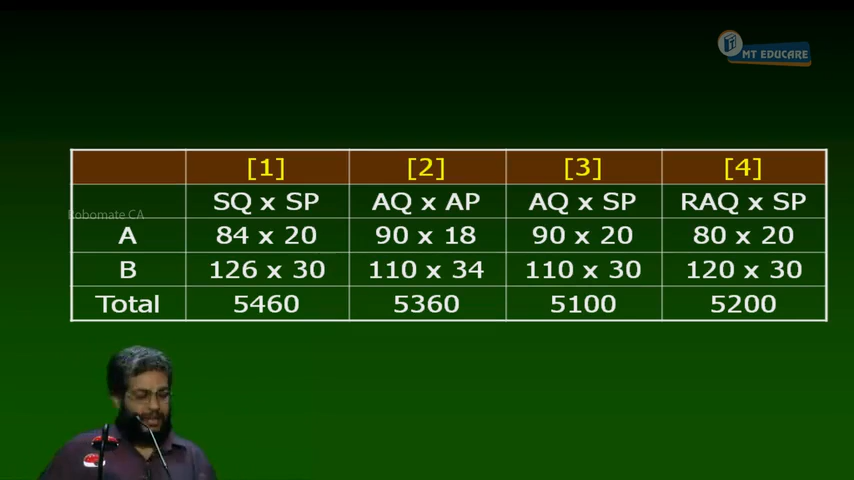 MT EDUCARE
[1] [2] [3] [4]
SQ x SP AQ x AP AQ x SP RAQ x SP
Robomate CA
A 84 x 20 90 x 18 90 x 20 80 x 20
B 126 x 30 110 x 34 110 x 30 120 x 30
Total 5460 5360 5100 5200